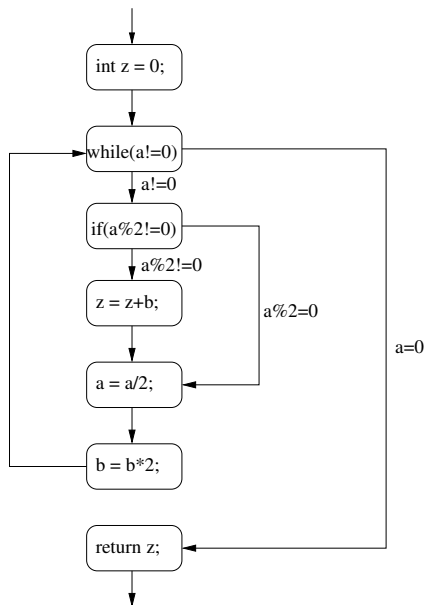 int z = 0;
while(a!=0)
a!=0
if(a%2!=0)
a%2!=0
z = z+b;
a%2=0
a=0
a = a/2;
b = b*2;
return z;